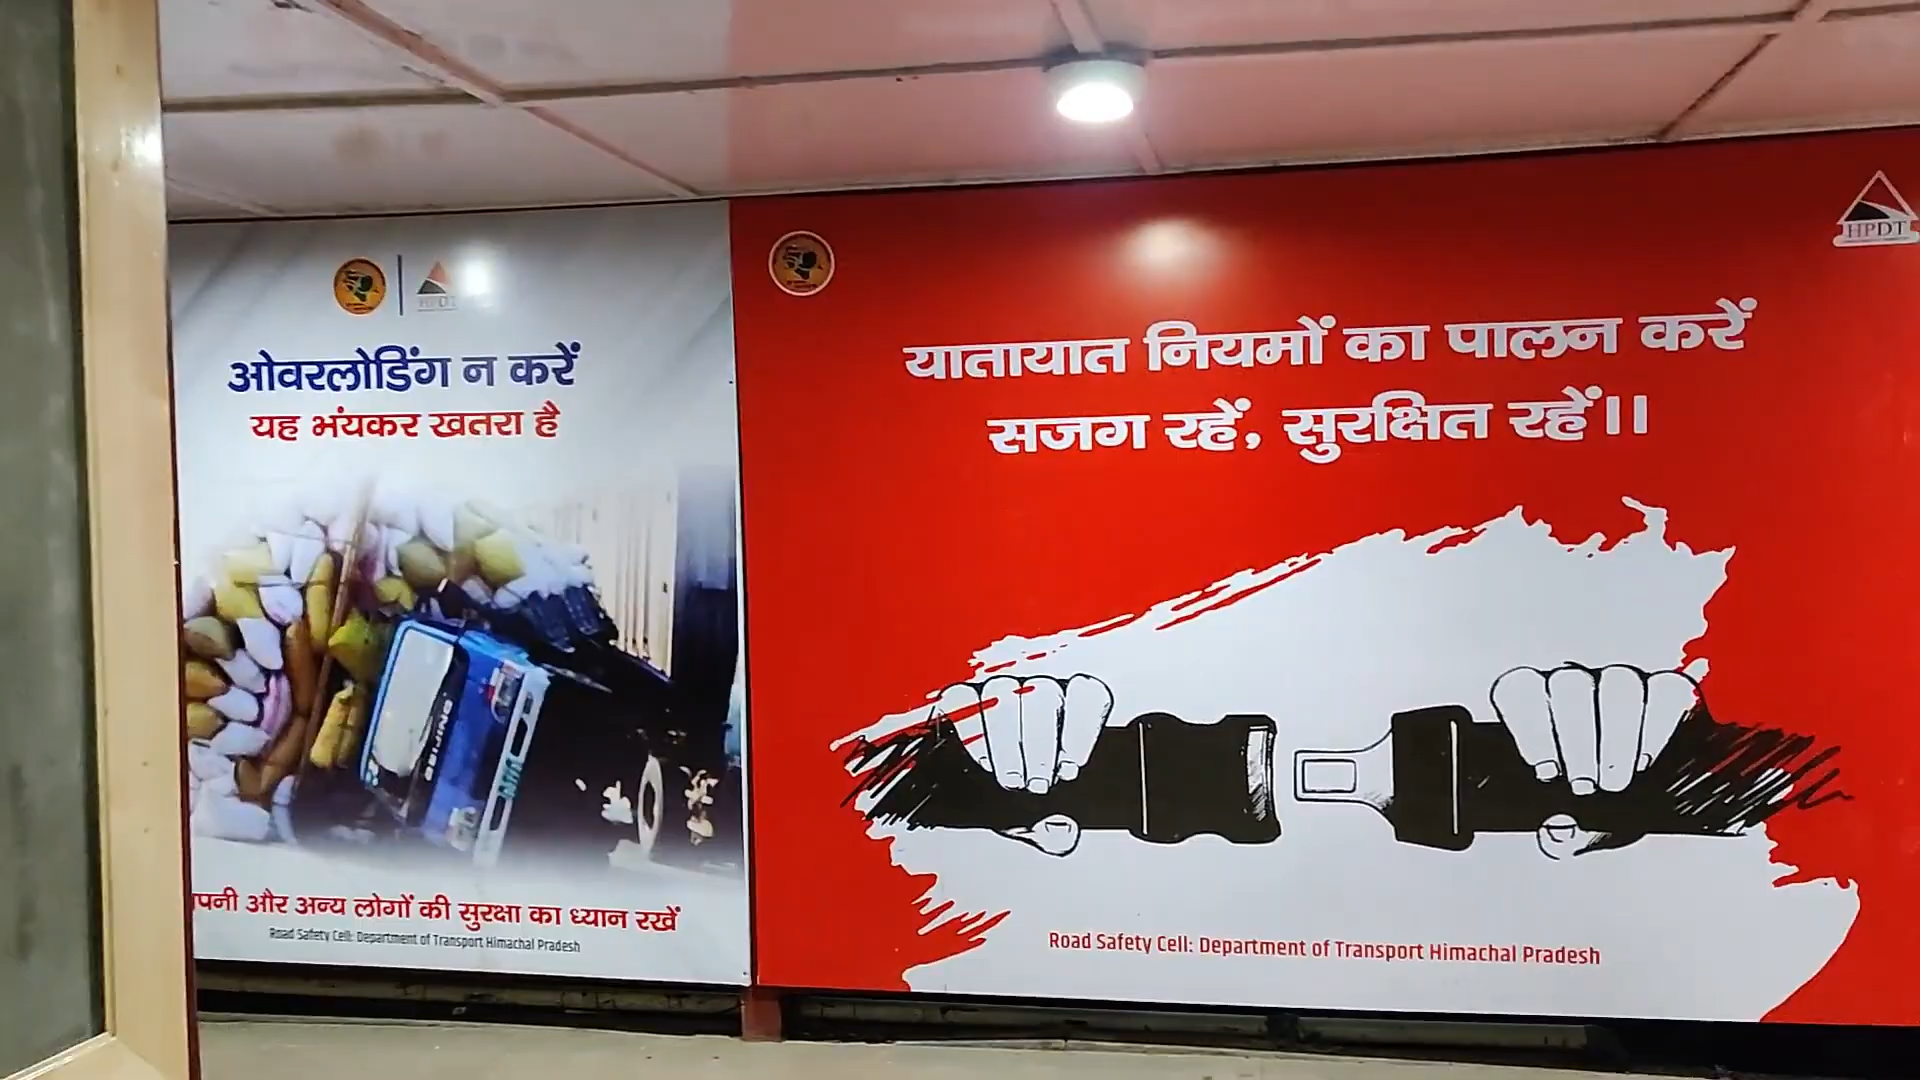 HPDT
ओवरलोडिंग न करें
यह भंयकर खतरा है
पनी और अन्य लोगों की सुरक्षा का ध्यान रखें
Road Safety Cell: Department of Transport Himachal Pradesh
HPDT
यातायात नियमों का पालन करें
सजग रहें, सुरक्षित रहें।।
Road Safety Cell: Department of Transport Himachal Pradesh